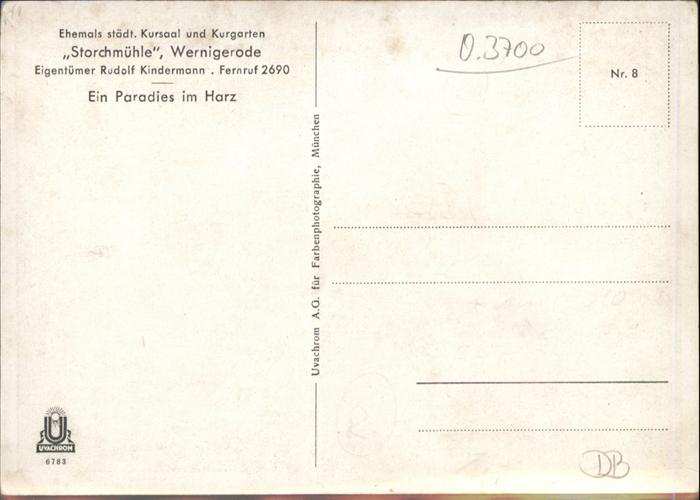 Ehemals städt. Kursaal und Kurgarten
„Storchmühle", Wernigerode
Eigentümer Rudolf Kindermann . Fernruf 2690
Ein Paradies im Harz
UVACHROM
6783
Uvachrom A.G. für Farbenphotographie, München
0.3700
Nr. 8
R
DB